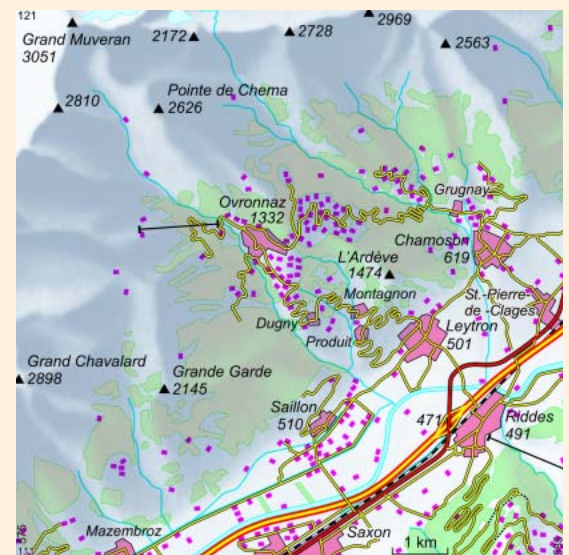 121
2969
Grand Muveran
3051
2172
2728
2563
2810
Pointe de Chema
2626
Grugnay
Ovronnaz
1332
Chamoson
619
L'Ardève
1474
Montagnon
St.-Pierre-
de -Clages
Leytron
501
Dugny
Produit
Grand Chavalard
2898
Grande Garde
2145
Saillon
510
471
Riddes
491
Mazembroz
Saxon
1 km